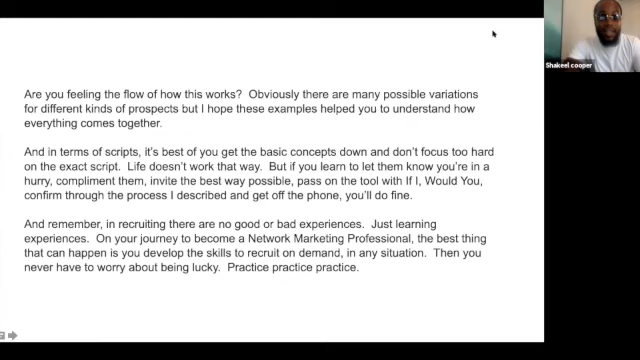 Are you feeling the flow of how this works?  Obviously there are many possible variations
for different kinds of prospects but I hope these examples helped you to understand how
everything comes together.
And in terms of scripts, it's best of you get the basic concepts down and don't focus too hard
on the exact script.  Life doesn't work that way.  But if you learn to let them know you're in a
hurry, compliment them, invite the best way possible, pass on the tool with If I, Would You,
confirm through the process I described and get off the phone, you'll do fine.
And remember, in recruiting there are no good or bad experiences.  Just learning
experiences.  On your journey to become a Network Marketing Professional, the best thing
that can happen is you develop the skills to recruit on demand, in any situation.  Then you
never have to worry about being lucky.  Practice practice practice.
Shakeel cooper